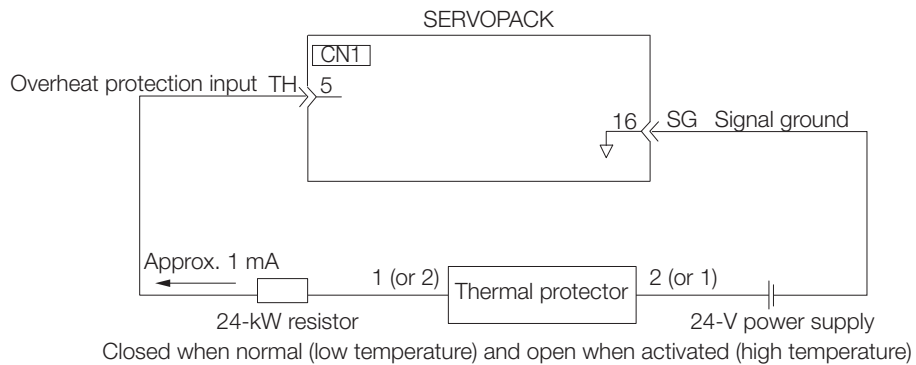 SERVOPACK
CN1
Overheat protection input TH 5
16 SG Signal ground
Approx. 1 mA
1 (or 2)
Thermal protector
2 (or 1)
24-kW resistor
24-V power supply
Closed when normal (low temperature) and open when activated (high temperature)